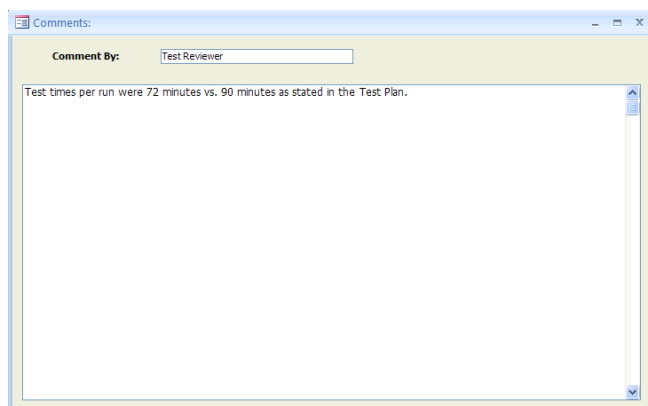 Comments:
Comment By: Test Reviewer
Test times per run were 72 minutes vs. 90 minutes as stated in the Test Plan.